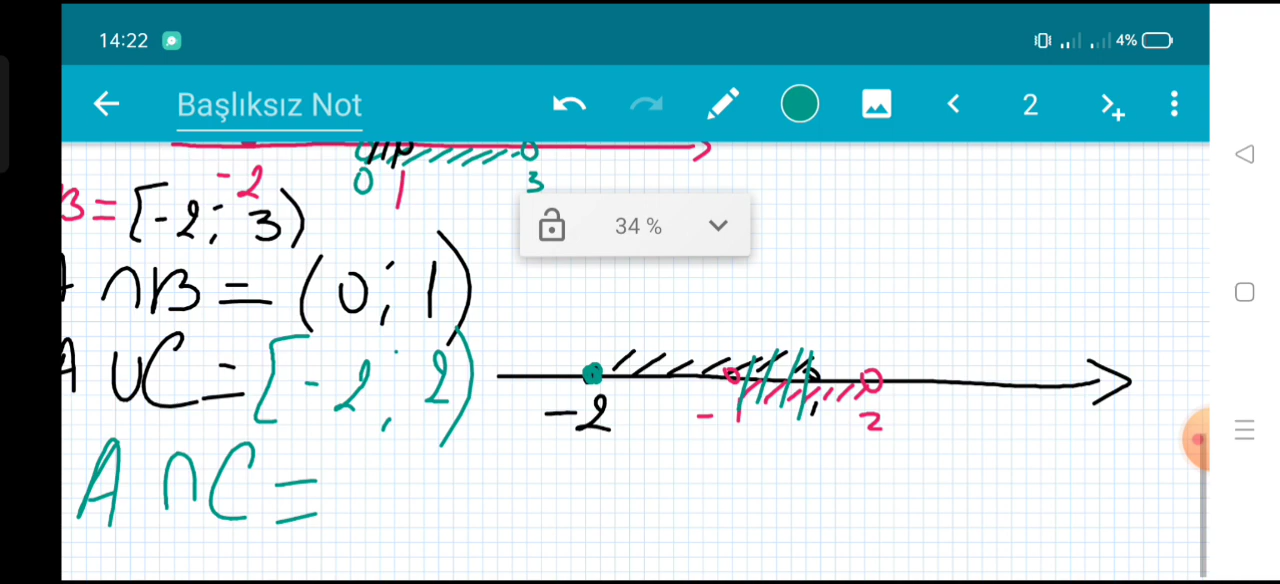 14:22 4%
Başlıksız Not 2
0 1 3
-2
B=[-2; 3)
34 %
A∩B=(0;1)
A∪C=[-2;2)
-2 -1 1 2
A∩C=